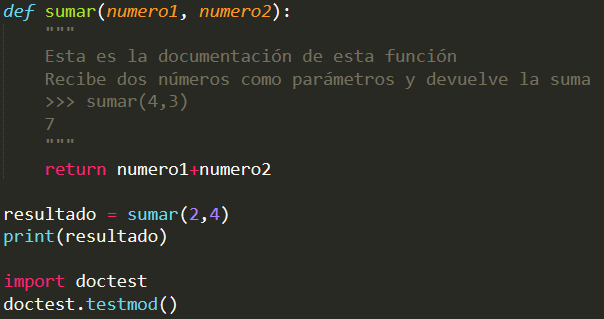 def sumar(numero1, numero2):
"""
Esta es la documentación de esta función
Recibe dos números como parámetros y devuelve la suma
>>> sumar(4,3)
7
"""
return numero1+numero2
resultado = sumar(2,4)
print(resultado)
import doctest
doctest.testmod()